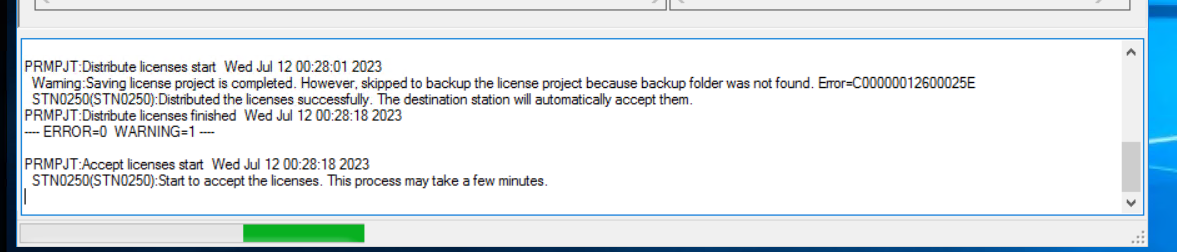 PRMPJT:Distribute licenses start  Wed Jul 12 00:28:01 2023
Warning:Saving license project is completed. However, skipped to backup the license project because backup folder was not found. Error=C00000012600025E
STN0250(STN0250):Distributed the licenses successfully. The destination station will automatically accept them.
PRMPJT:Distribute licenses finished  Wed Jul 12 00:28:18 2023
---- ERROR=0  WARNING=1 ----
PRMPJT:Accept licenses start  Wed Jul 12 00:28:18 2023
STN0250(STN0250):Start to accept the licenses. This process may take a few minutes.